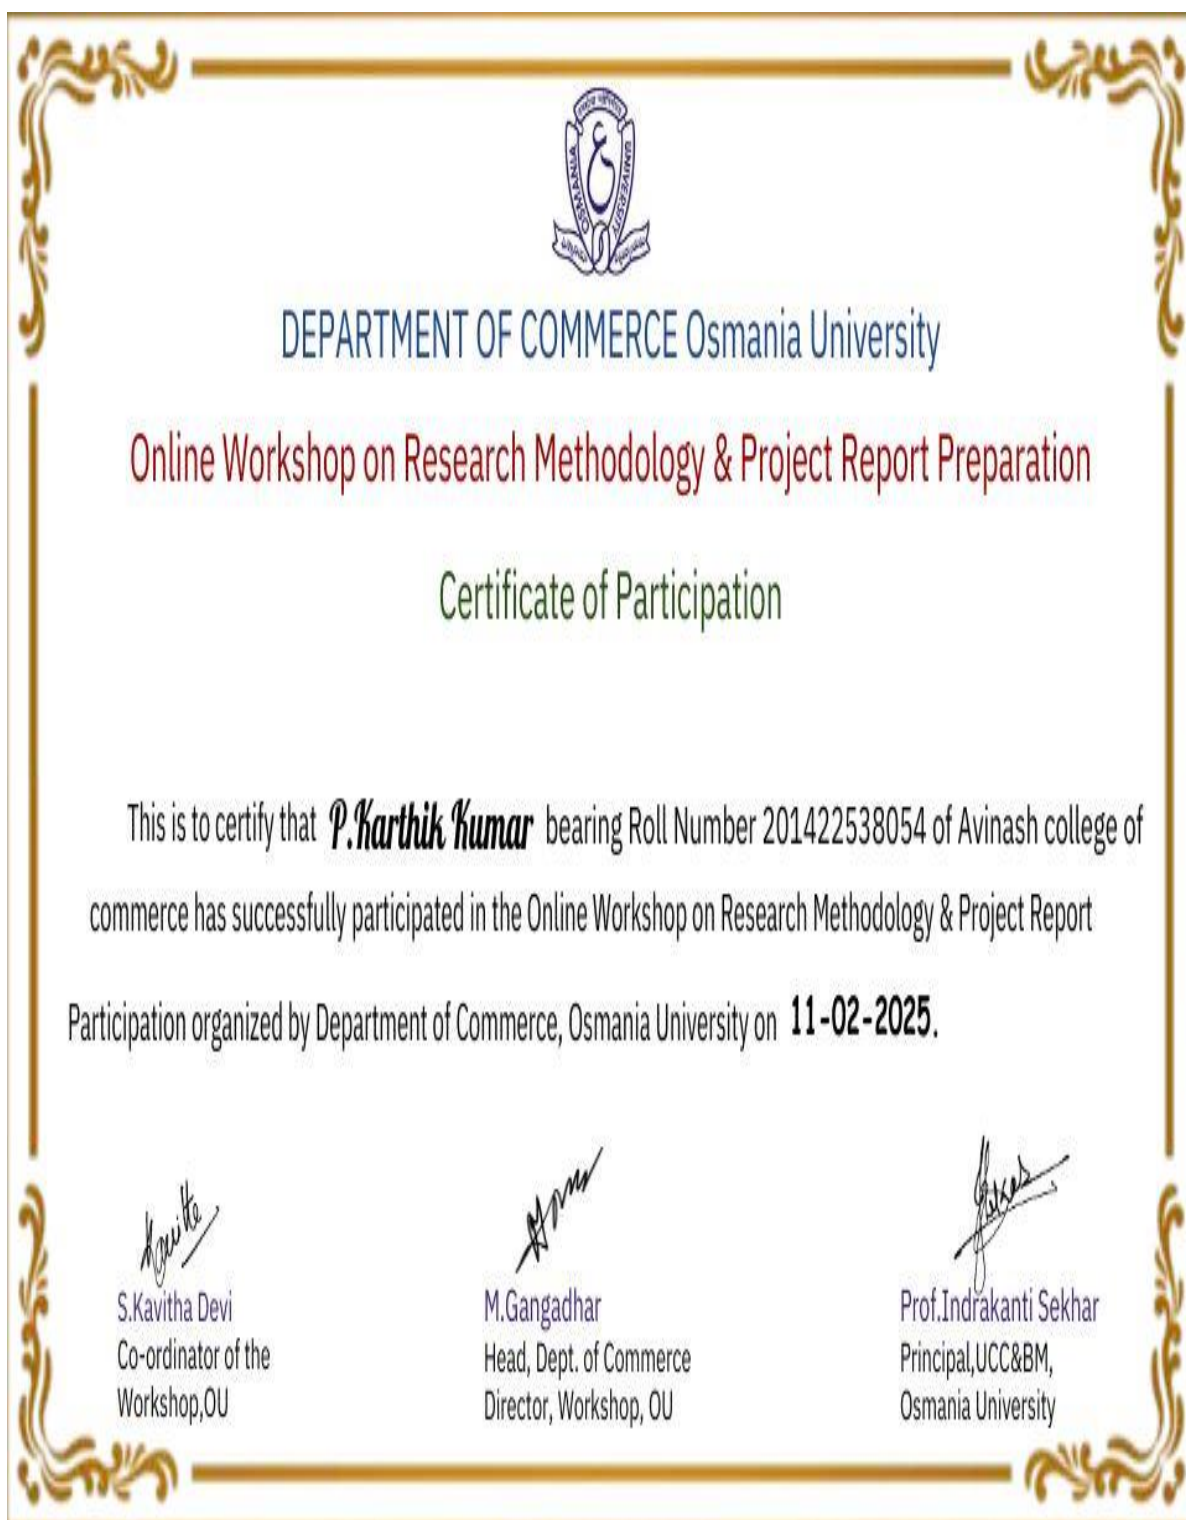 OSMANIA UNIVERSITY
DEPARTMENT OF COMMERCE Osmania University
Online Workshop on Research Methodology & Project Report Preparation
Certificate of Participation
This is to certify that P.Karthik Kumar bearing Roll Number 201422538054 of Avinash college of
commerce has successfully participated in the Online Workshop on Research Methodology & Project Report
Participation organized by Department of Commerce, Osmania University on 11-02-2025.
S.Kavitha Devi
Co-ordinator of the
Workshop,OU
M.Gangadhar
Head, Dept. of Commerce
Director, Workshop, OU
Prof.Indrakanti Sekhar
Principal,UCC&BM,
Osmania University